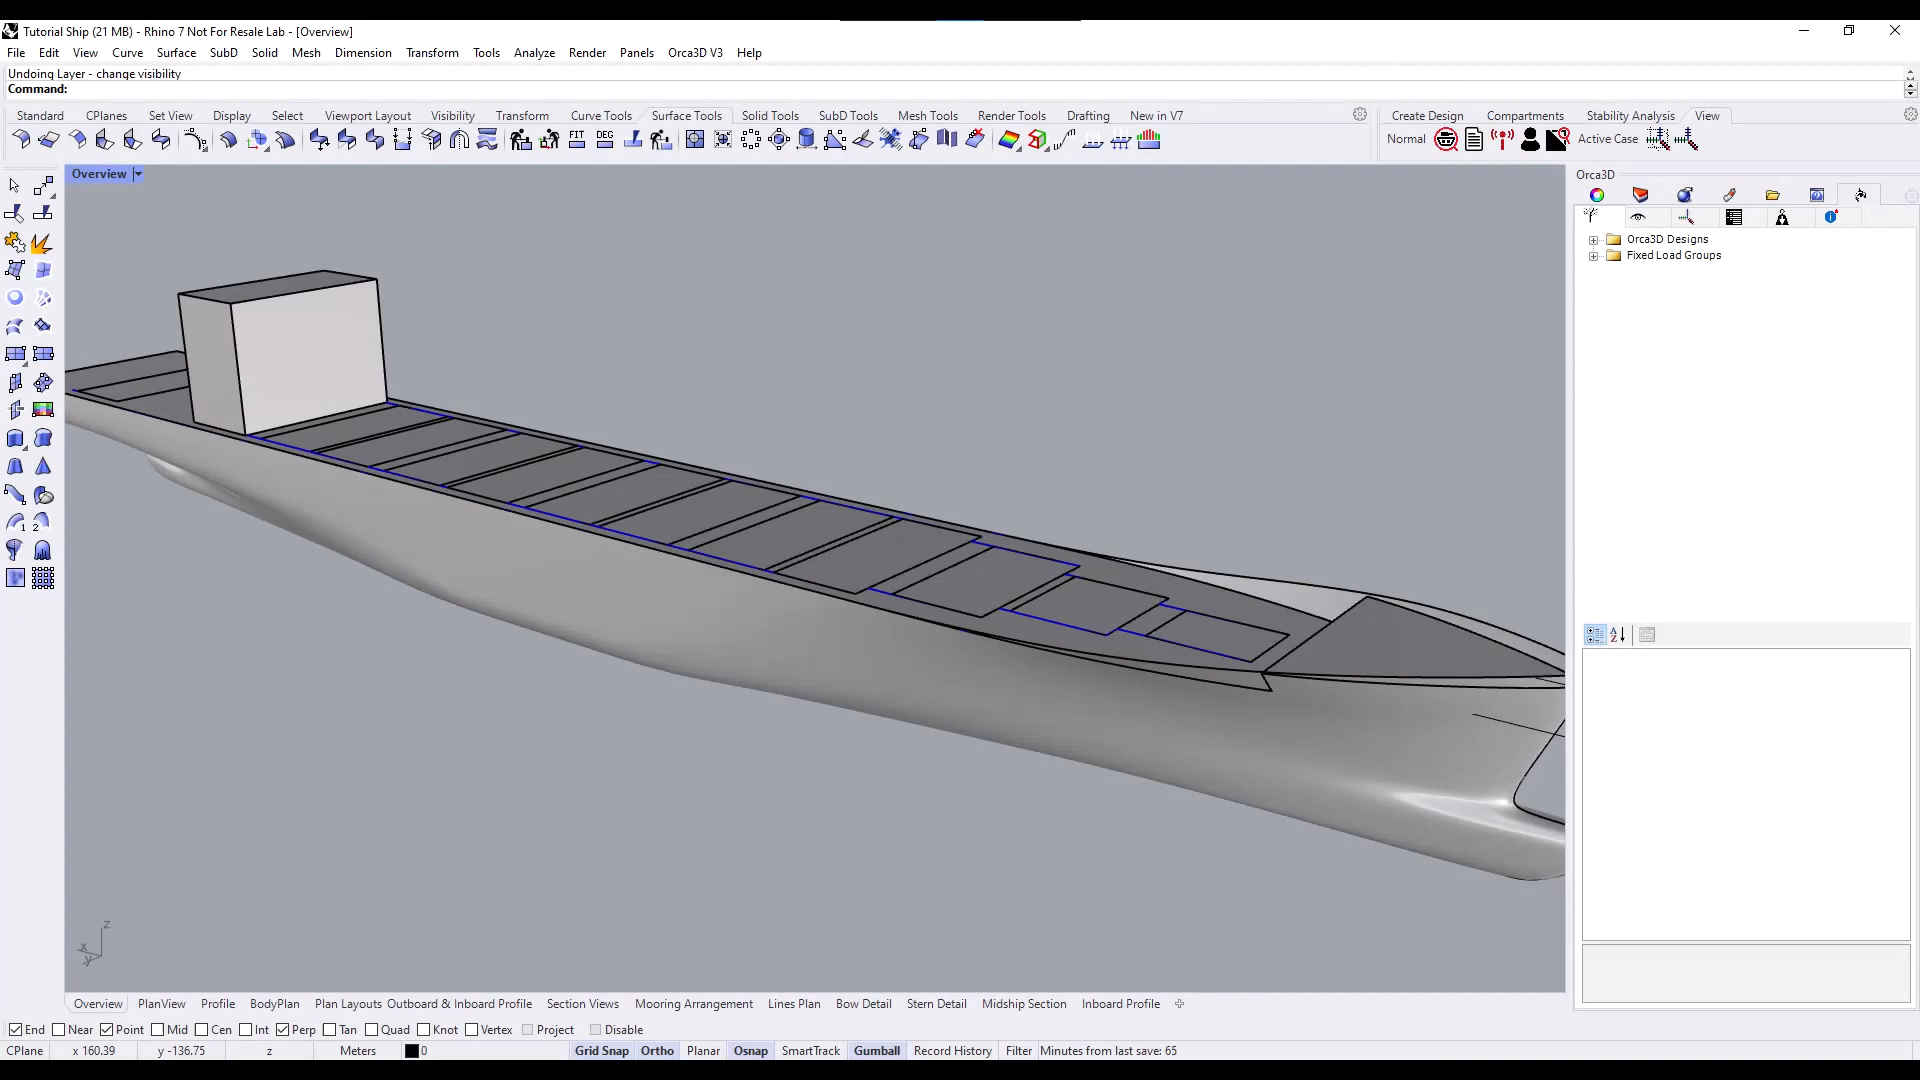 Tutorial Ship (21 MB) - Rhino 7 Not For Resale Lab - [Overview]
File Edit View Curve Surface SubD Solid Mesh Dimension Transform Tools Analyze Render Panels Orca3D V3 Help
Undoing Layer - change visibility
Command:
Standard CPlanes Set View Display Select Viewport Layout Visibility Transform Curve Tools Surface Tools Solid Tools SubD Tools Mesh Tools Render Tools Drafting New in V7 Create Design Compartments Stability Analysis View
FIT DEG Normal Active Case
Overview
Orca3D
Orca3D Designs
Fixed Load Groups
1 2
A
Z
z
x
y
Overview PlanView Profile BodyPlan Plan Layouts Outboard & Inboard Profile Section Views Mooring Arrangement Lines Plan Bow Detail Stern Detail Midship Section Inboard Profile
End Near Point Mid Cen Int Perp Tan Quad Knot Vertex Project Disable
CPlane x 160.39 y -136.75 z Meters 0 Grid Snap Ortho Planar Osnap SmartTrack Gumball Record History Filter Minutes from last save: 65